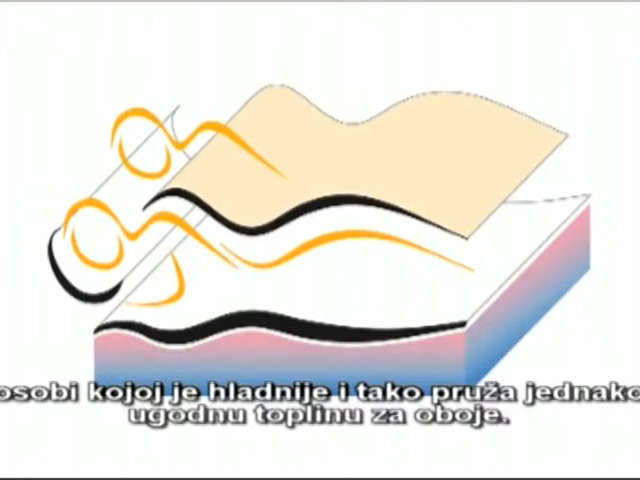 osobi kojoj je hladnije i tako pruža jednako
ugodnu toplinu za oboje.